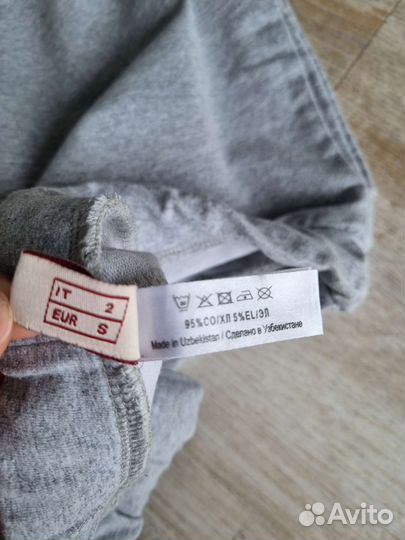 IT 2
EUR S
95%CO/ХЛ 5%EL/ЭЛ
Made in Uzbekistan / Сделано в Узбекистане
Avito